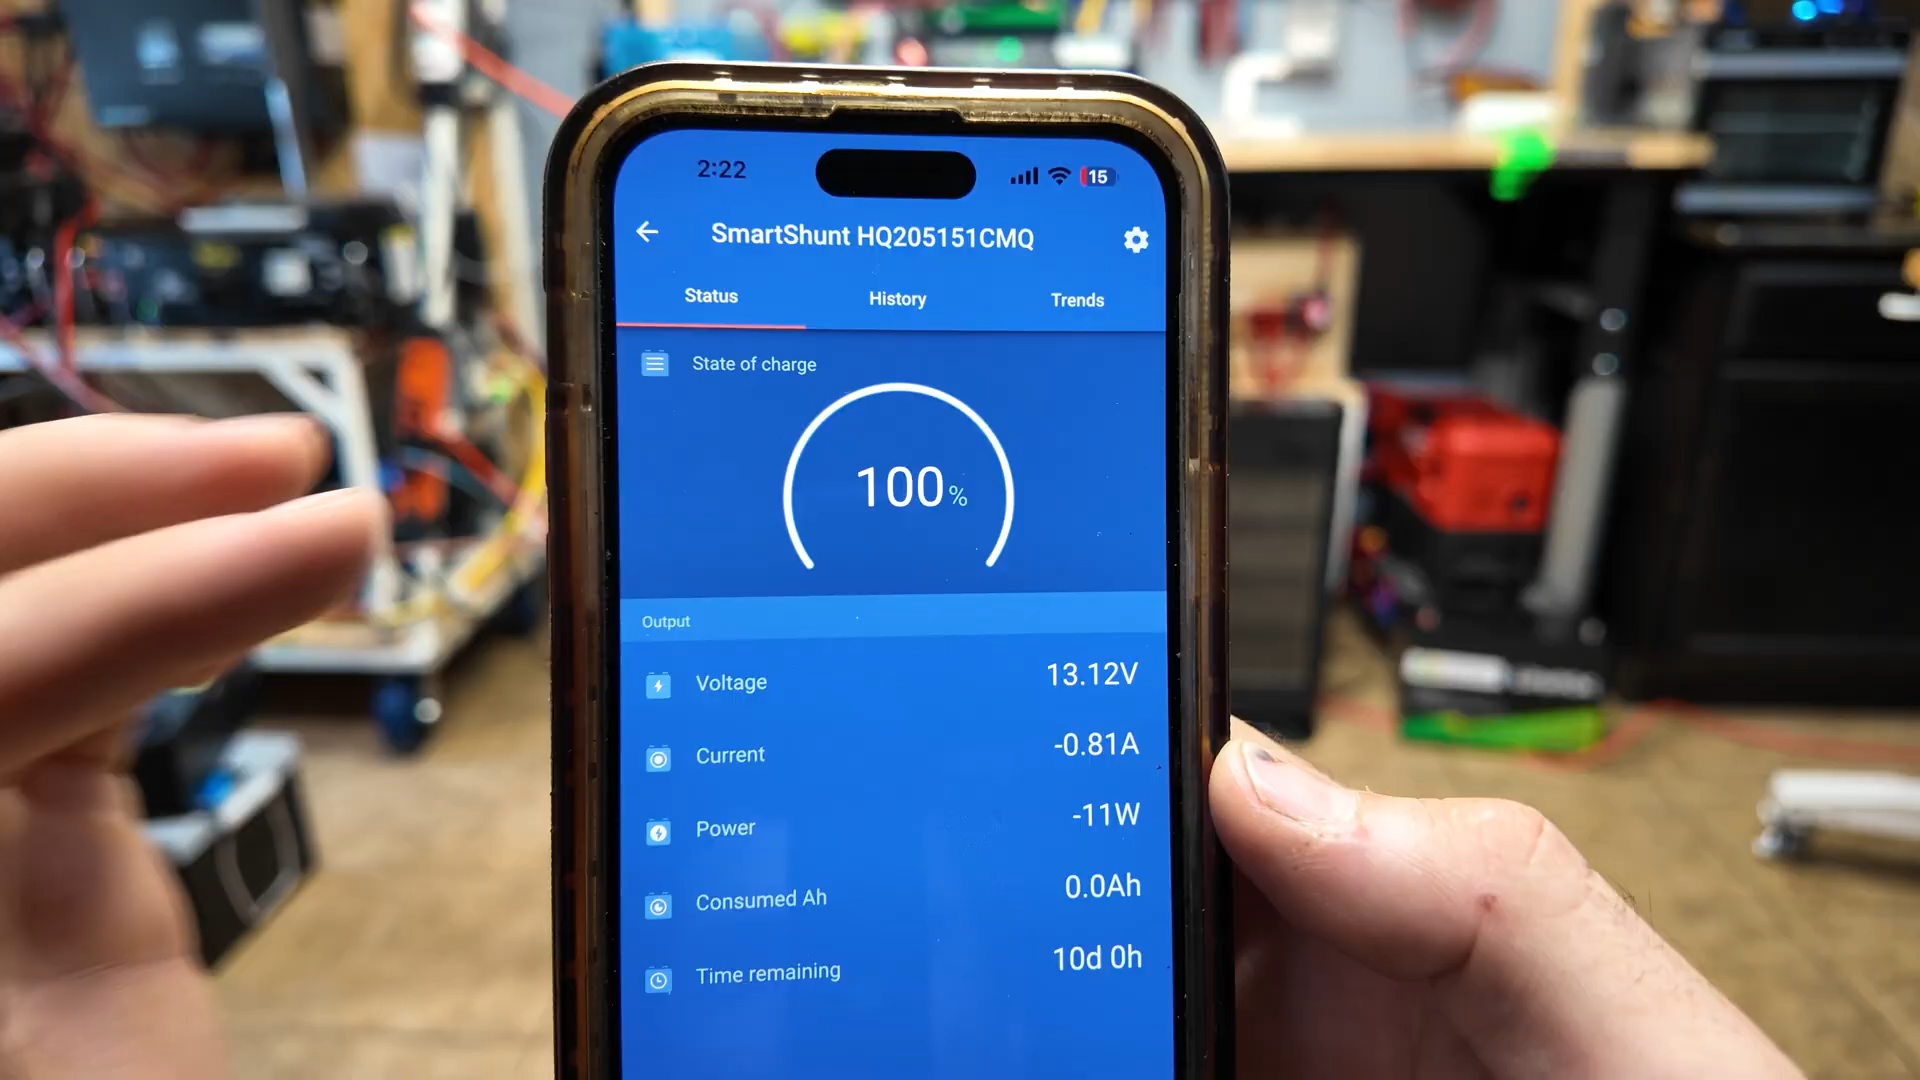 2:22
15
SmartShunt HQ205151CMQ
Status History Trends
State of charge
100%
Output
Voltage 13.12V
Current -0.81A
Power -11W
Consumed Ah 0.0Ah
Time remaining 10d 0h